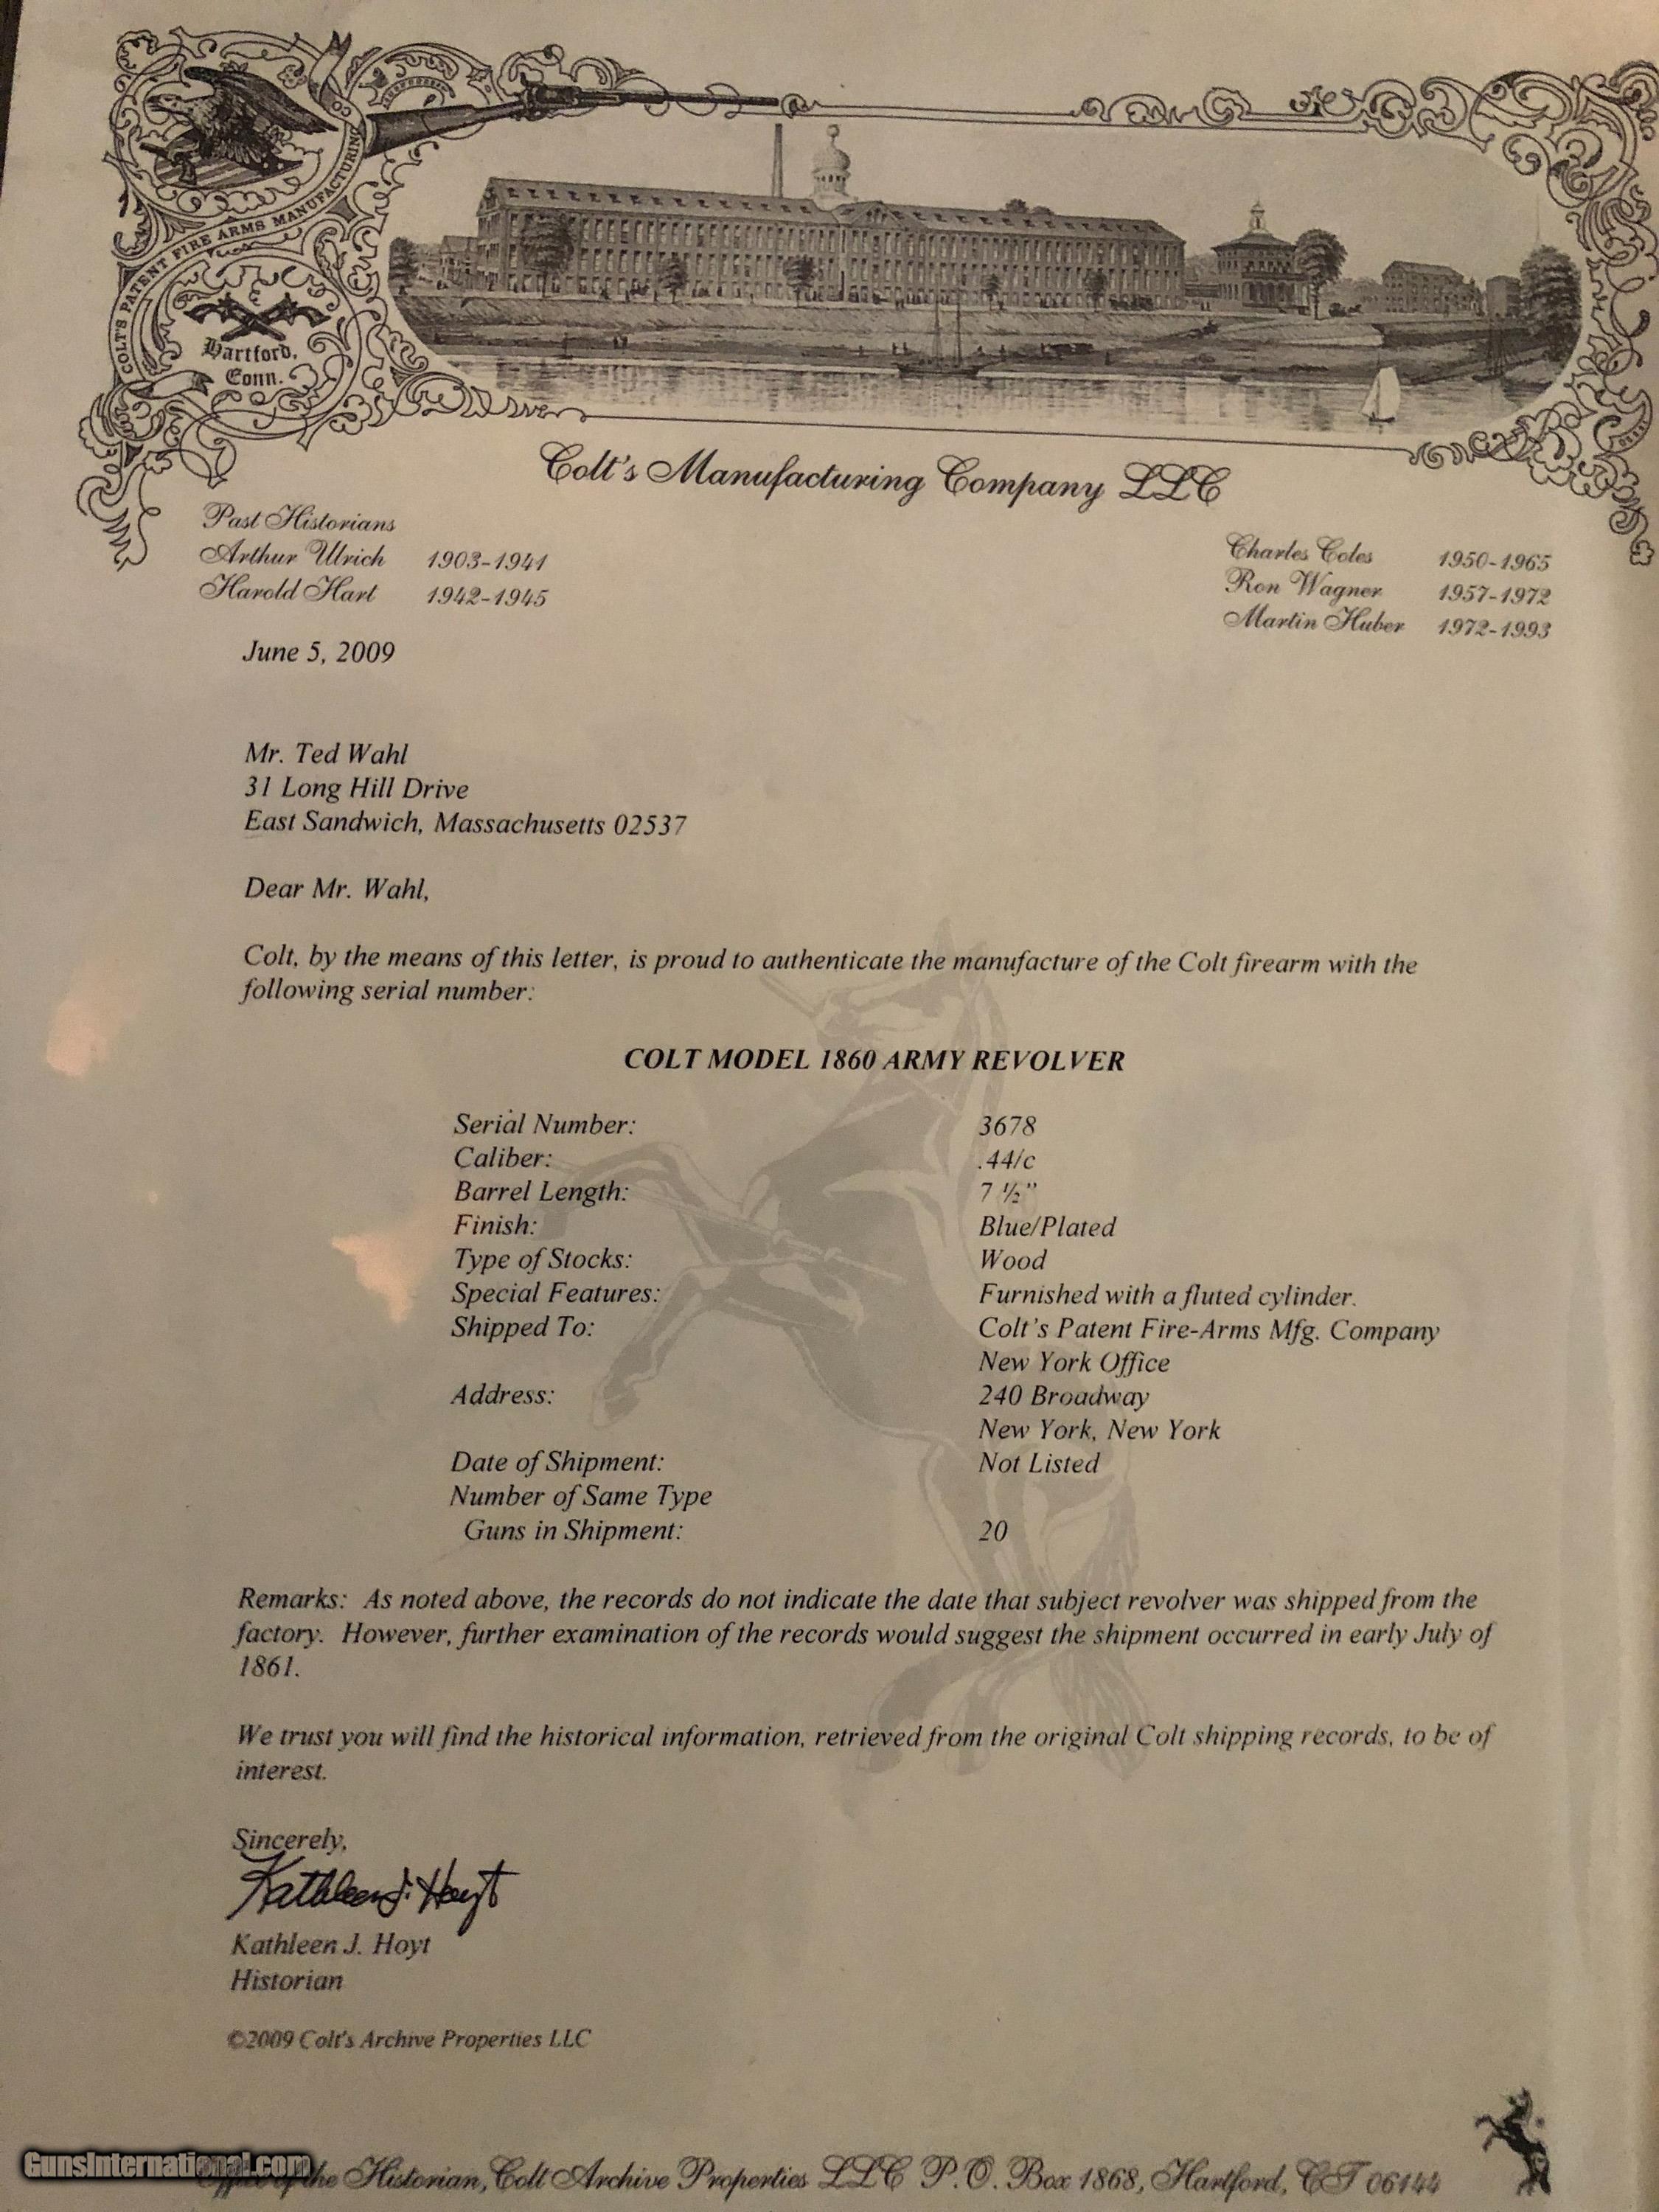 COLT'S PATENT FIRE ARMS MANUFACTURING CO
Hartford,
Conn.
Colt's Manufacturing Company LLC
Past Historians
Arthur Ulrich 1903-1941
Harold Hart 1942-1945
Charles Coles 1950-1965
Ron Wagner 1957-1972
Martin Huber 1972-1993
June 5, 2009
Mr. Ted Wahl
31 Long Hill Drive
East Sandwich, Massachusetts 02537
Dear Mr. Wahl,
Colt, by the means of this letter, is proud to authenticate the manufacture of the Colt firearm with the
following serial number:
COLT MODEL 1860 ARMY REVOLVER
Serial Number: 3678
Caliber: .44/c
Barrel Length: 7 ½”
Finish: Blue/Plated
Type of Stocks: Wood
Special Features: Furnished with a fluted cylinder.
Shipped To: Colt's Patent Fire-Arms Mfg. Company
New York Office
Address: 240 Broadway
New York, New York
Date of Shipment: Not Listed
Number of Same Type
Guns in Shipment: 20
Remarks: As noted above, the records do not indicate the date that subject revolver was shipped from the
factory. However, further examination of the records would suggest the shipment occurred in early July of
1861.
We trust you will find the historical information, retrieved from the original Colt shipping records, to be of
interest.
Sincerely,
Kathleen J. Hoyt
Kathleen J. Hoyt
Historian
©2009 Colt's Archive Properties LLC
GunsInternational.com
Office of the Historian, Colt Archive Properties LLC P.O. Box 1868, Hartford, CT 06144